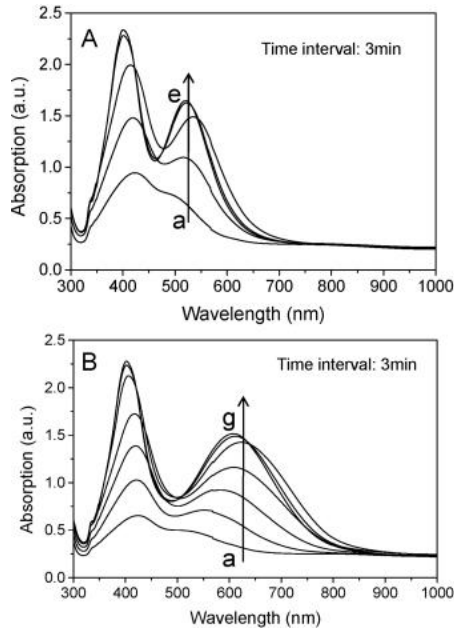 A
Time interval: 3min
e
a
Absorption (a.u.)
2.5
2.0
1.5
1.0
0.5
0.0
300 400 500 600 700 800 900 1000
Wavelength (nm)
B
Time interval: 3min
g
a
Absorption (a.u.)
2.5
2.0
1.5
1.0
0.5
0.0
300 400 500 600 700 800 900 1000
Wavelength (nm)